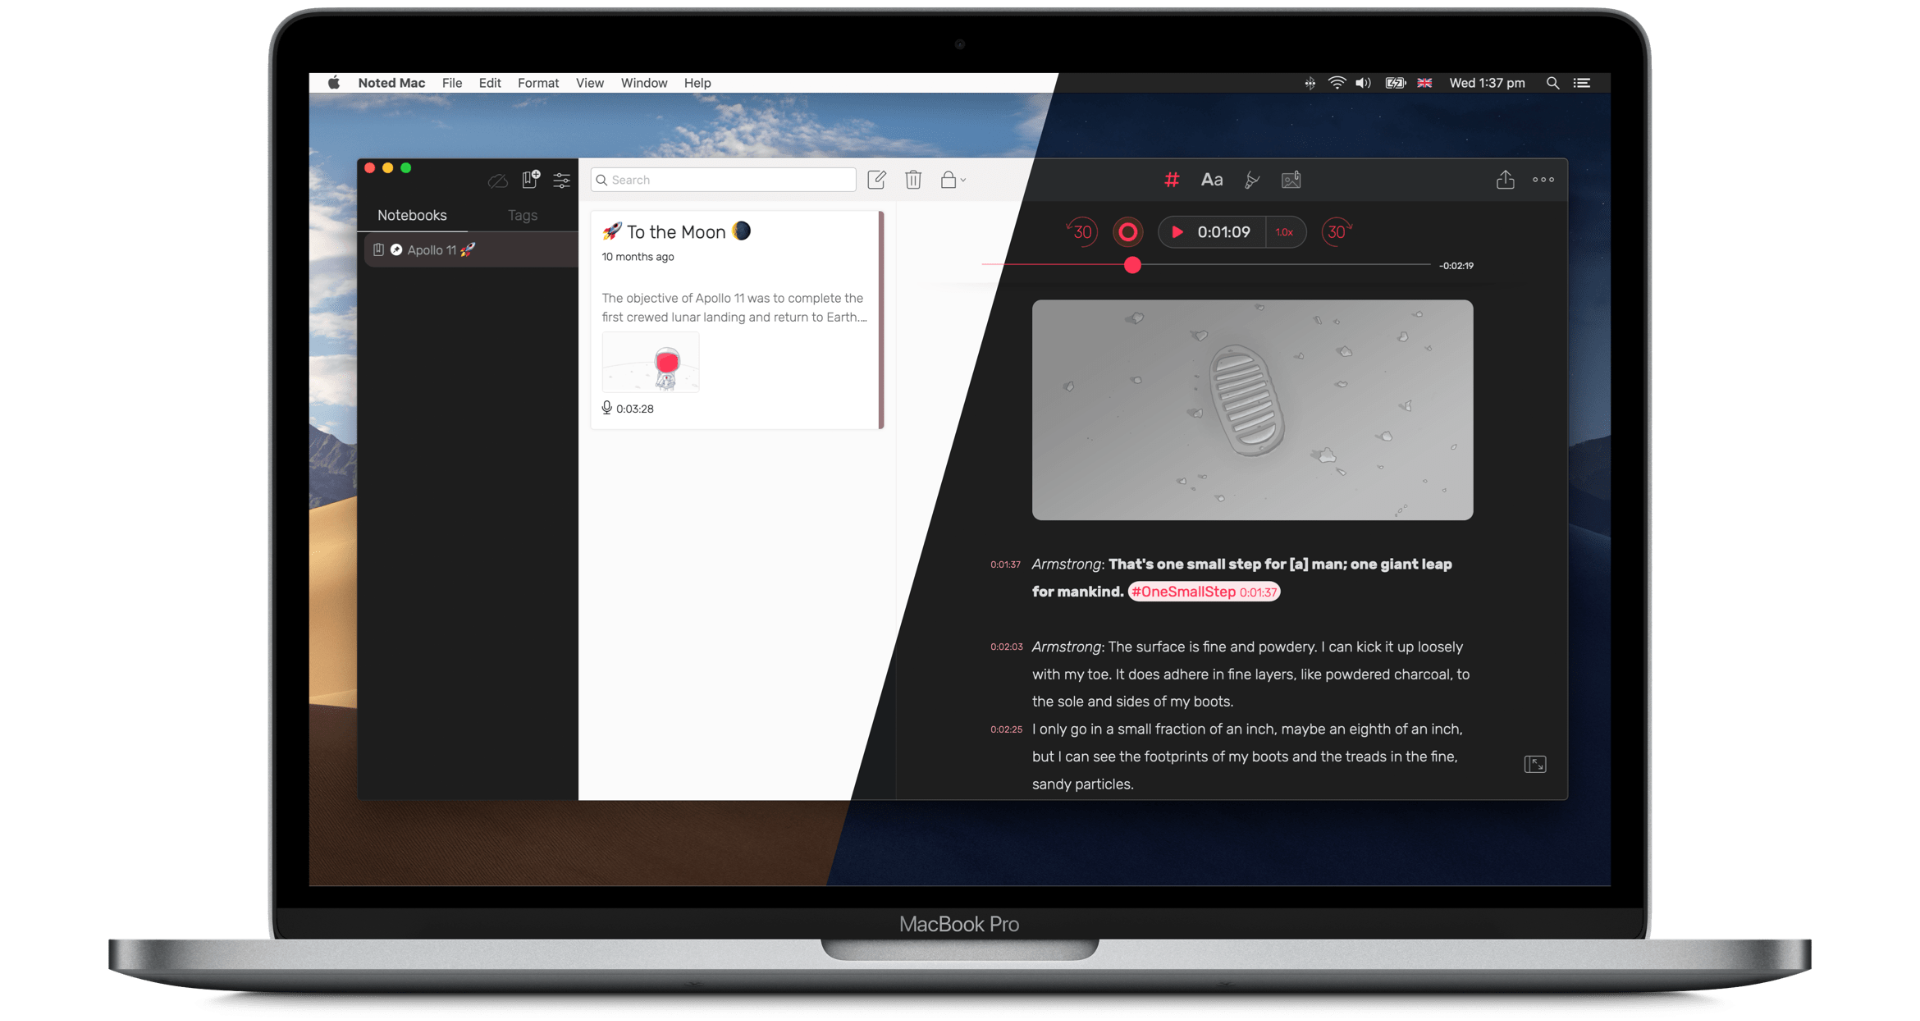 Noted Mac File Edit Format View Window Help Wed 1:37 pm
Search
Aa
Notebooks Tags
Apollo 11 🚀
🚀 To the Moon 🌘
10 months ago
The objective of Apollo 11 was to complete the
first crewed lunar landing and return to Earth....
0:03:28
30 0:01:09 1.0x 30
-0:02:19
0:01:37 Armstrong: That's one small step for [a] man; one giant leap
for mankind. #OneSmallStep 0:01:37
0:02:03 Armstrong: The surface is fine and powdery. I can kick it up loosely
with my toe. It does adhere in fine layers, like powdered charcoal, to
the sole and sides of my boots.
0:02:25 I only go in a small fraction of an inch, maybe an eighth of an inch,
but I can see the footprints of my boots and the treads in the fine,
sandy particles.
MacBook Pro